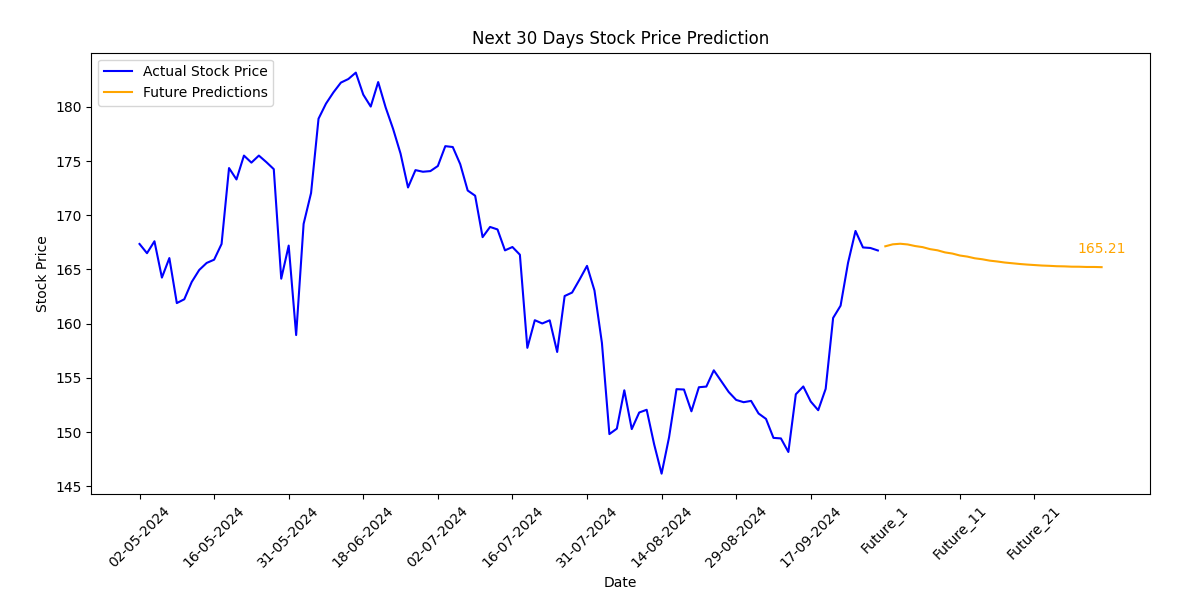 Next 30 Days Stock Price Prediction
Actual Stock Price
Future Predictions
180
175
170
165
160
155
150
145
Stock Price
165.21
02-05-2024
16-05-2024
31-05-2024
18-06-2024
02-07-2024
16-07-2024
31-07-2024
14-08-2024
29-08-2024
17-09-2024
Future_1
Future_11
Future_21
Date